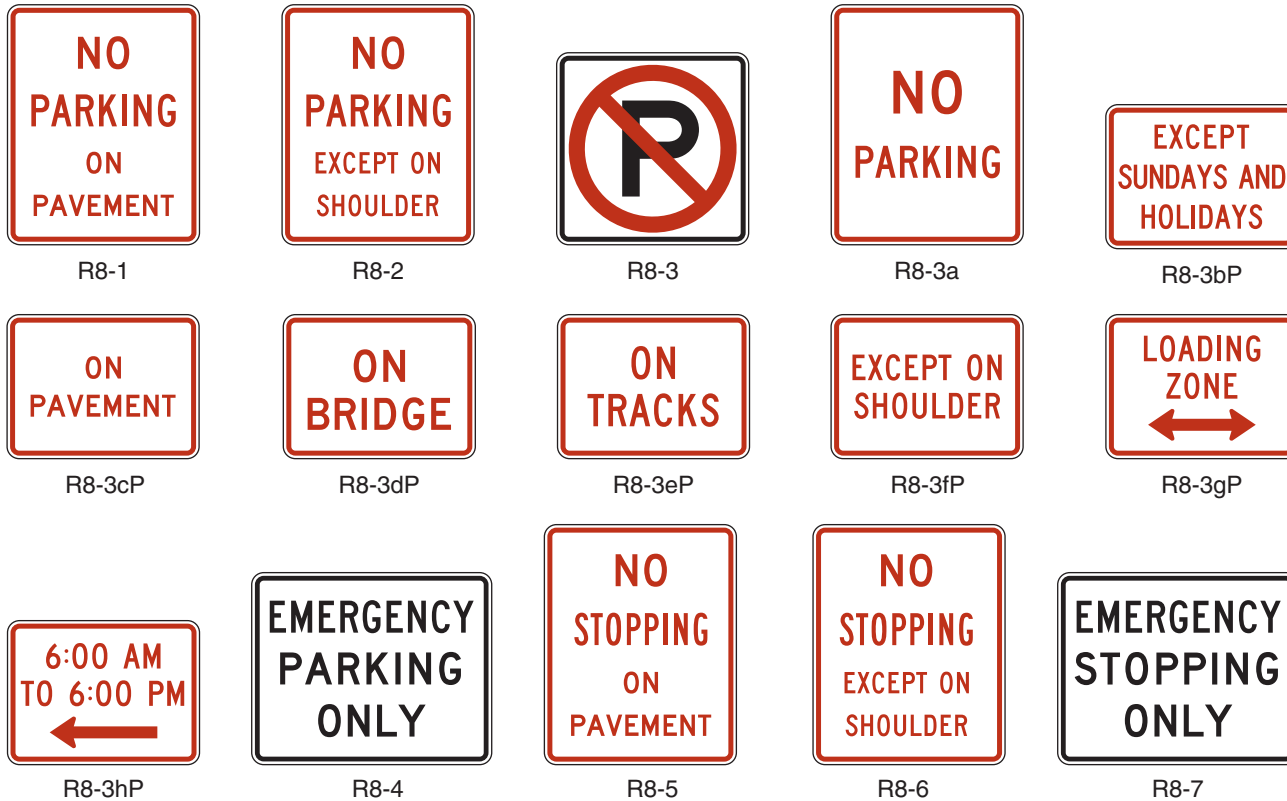 NO
PARKING
ON
PAVEMENT
R8-1
NO
PARKING
EXCEPT ON
SHOULDER
R8-2
P
R8-3
NO
PARKING
R8-3a
EXCEPT
SUNDAYS AND
HOLIDAYS
R8-3bP
ON
PAVEMENT
R8-3cP
ON
BRIDGE
R8-3dP
ON
TRACKS
R8-3eP
EXCEPT ON
SHOULDER
R8-3fP
LOADING
ZONE
R8-3gP
6:00 AM
TO 6:00 PM
R8-3hP
EMERGENCY
PARKING
ONLY
R8-4
NO
STOPPING
ON
PAVEMENT
R8-5
NO
STOPPING
EXCEPT ON
SHOULDER
R8-6
EMERGENCY
STOPPING
ONLY
R8-7